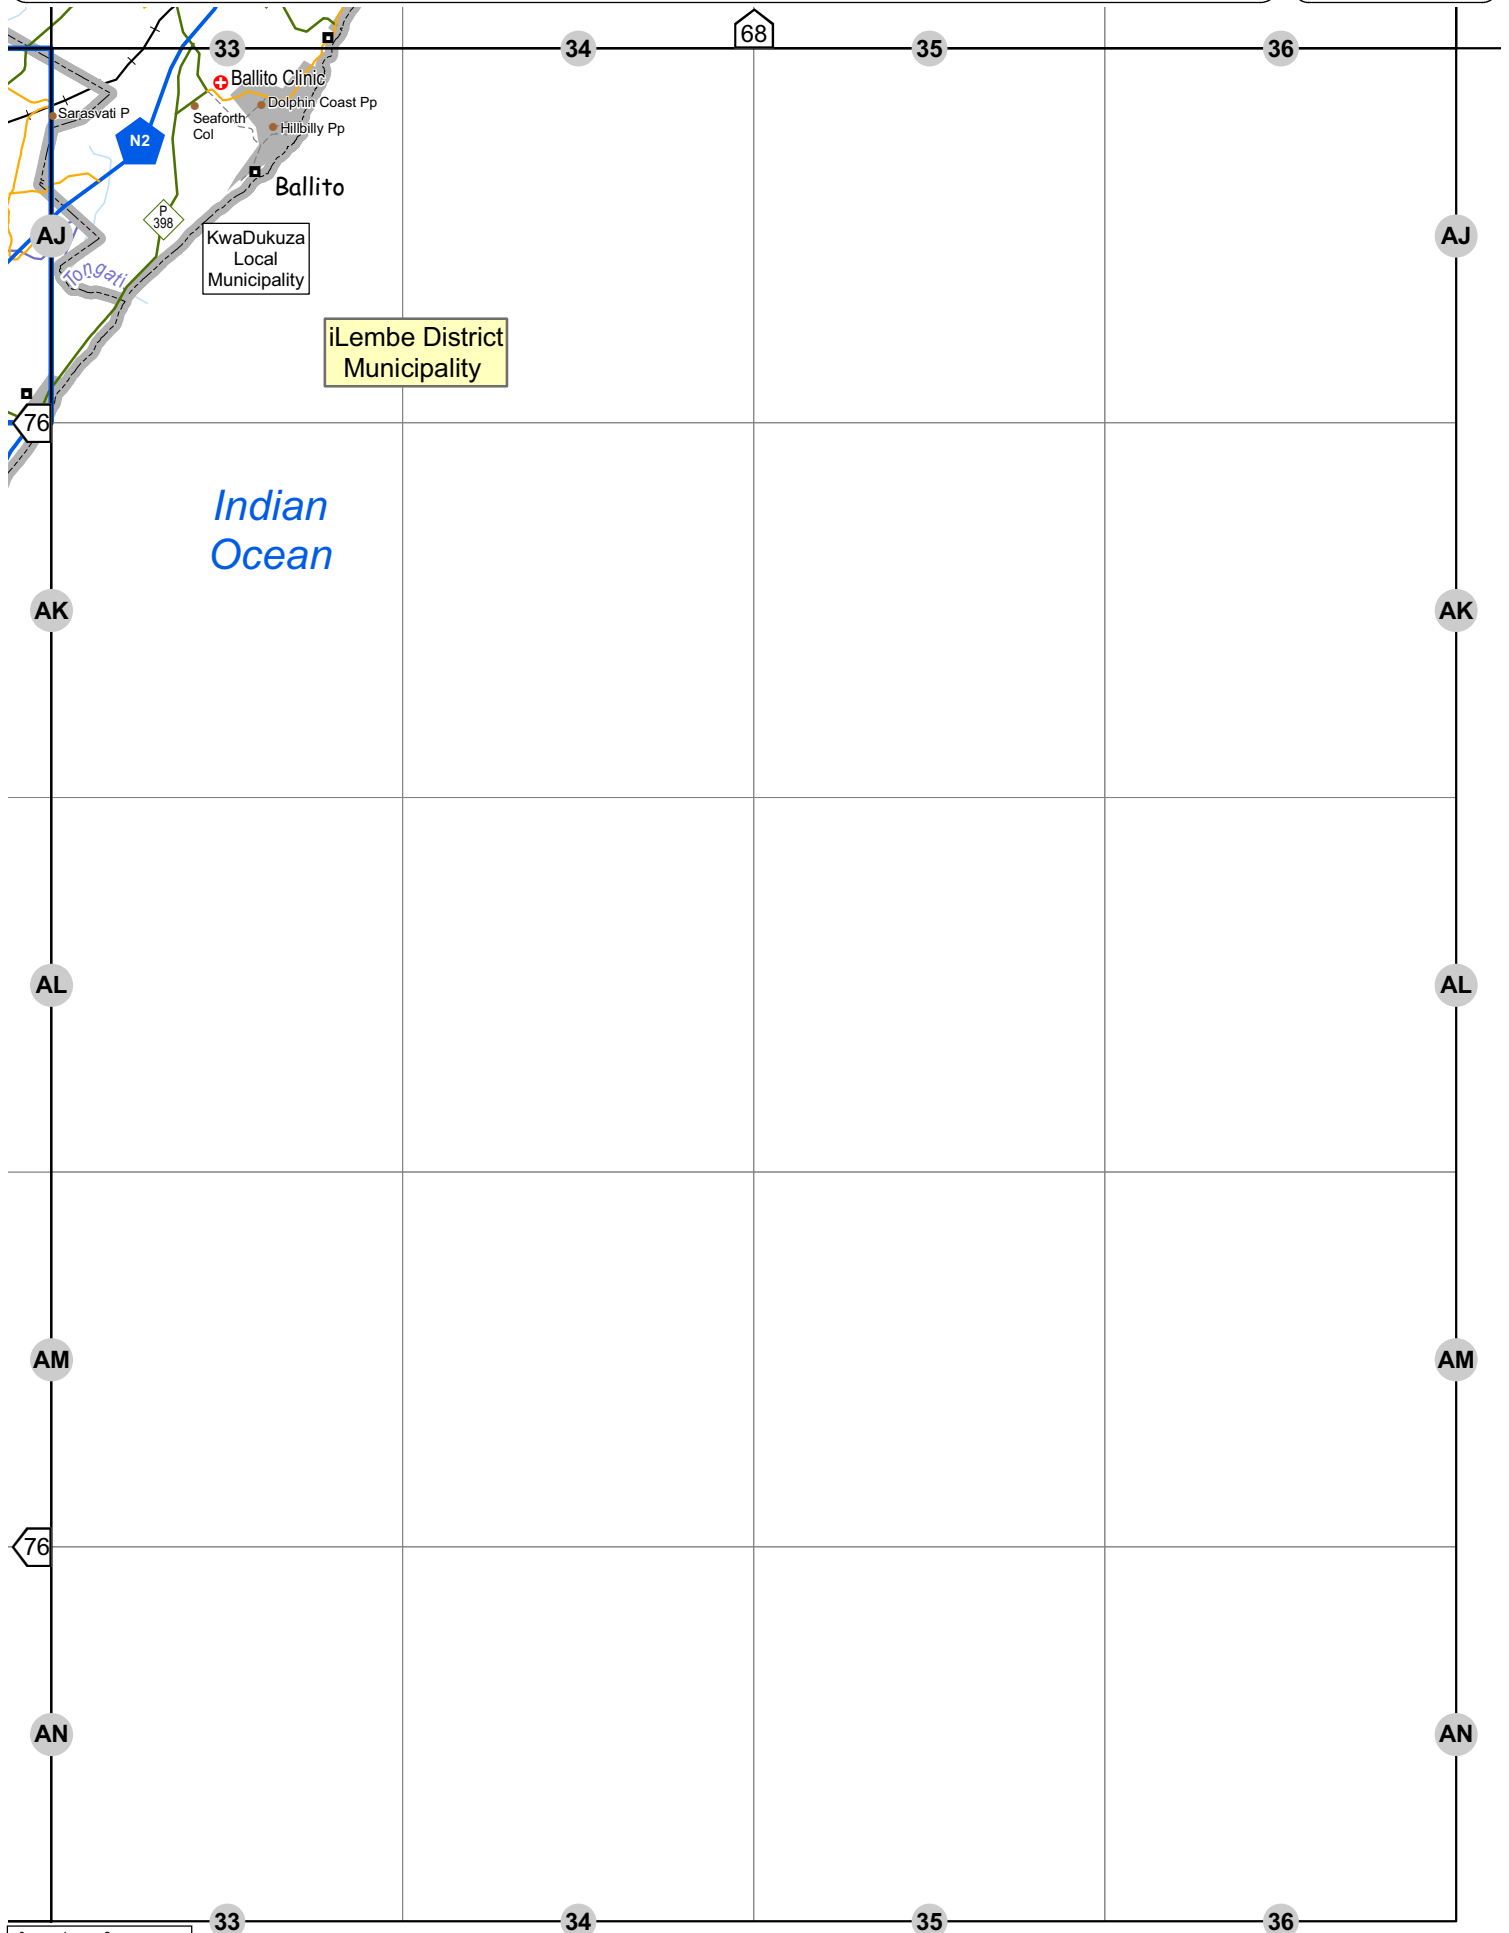 68
33
34
35
36
Ballito Clinic
Dolphin Coast Pp
Sarasvati P
Seaforth
Col
Hillbilly Pp
N2
Ballito
P
398
AJ
AJ
KwaDukuza
Local
Municipality
Tongati
iLembe District
Municipality
76
Indian
Ocean
AK
AK
AL
AL
AM
AM
76
AN
AN
33
34
35
36